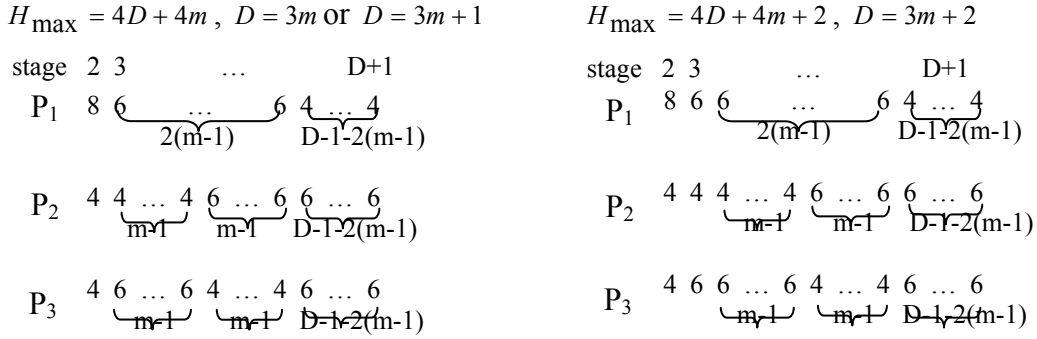 H max = 4D + 4m , D = 3m or D = 3m + 1
stage 2 3 … D+1
P1 8 6 … 6 4 … 4
2(m-1) D-1-2(m-1)
P2 4 4 … 4 6 … 6 6 … 6
m-1 m-1 D-1-2(m-1)
P3 4 6 … 6 4 … 4 6 … 6
m-1 m-1 D-1-2(m-1)
H max = 4D + 4m + 2 , D = 3m + 2
stage 2 3 … D+1
P1 8 6 6 … 6 4 … 4
2(m-1) D-1-2(m-1)
P2 4 4 4 … 4 6 … 6 6 … 6
m-1 m-1 D-1-2(m-1)
P3 4 6 6 … 6 4 … 4 6 … 6
m-1 m-1 D-1-2(m-1)